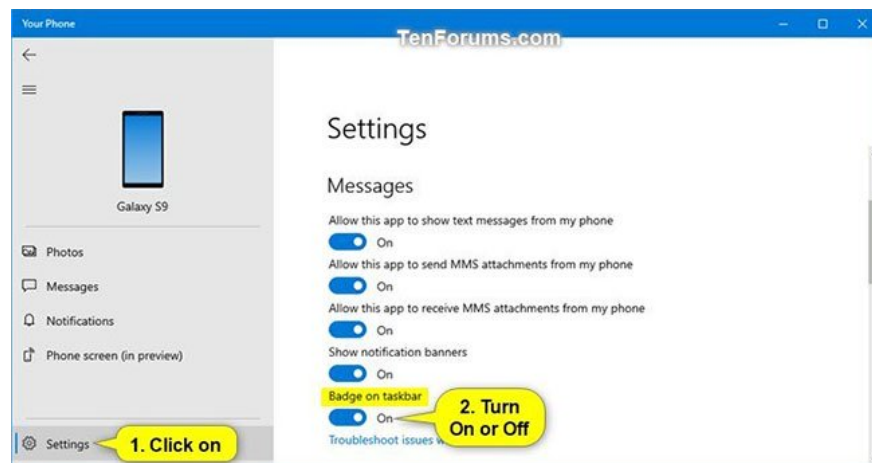 Your Phone
TenForums.com
Galaxy S9
Photos
Messages
Notifications
Phone screen (in preview)
Settings
1. Click on
Settings
Messages
Allow this app to show text messages from my phone
On
Allow this app to send MMS attachments from my phone
On
Allow this app to receive MMS attachments from my phone
On
Show notification banners
On
Badge on taskbar
On
2. Turn
On or Off
Troubleshoot issues